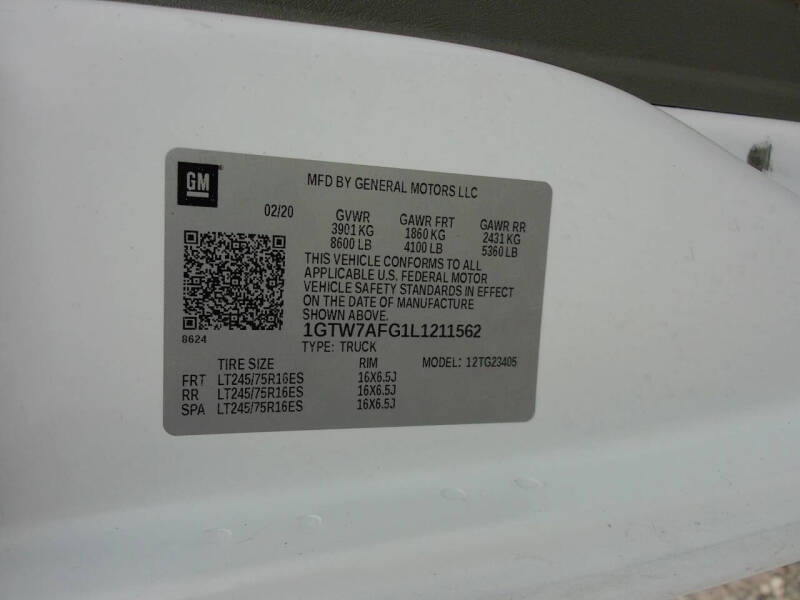 GM
MFD BY GENERAL MOTORS LLC
02/20 GVWR GAWR FRT GAWR RR
3901 KG 1860 KG 2431 KG
8600 LB 4100 LB 5360 LB
THIS VEHICLE CONFORMS TO ALL
APPLICABLE U.S. FEDERAL MOTOR
VEHICLE SAFETY STANDARDS IN EFFECT
ON THE DATE OF MANUFACTURE
SHOWN ABOVE.
1GTW7AFG1L1211562
8624
TYPE: TRUCK
TIRE SIZE RIM MODEL: 12TG23405
FRT LT245/75R16ES 16X6.5J
RR LT245/75R16ES 16X6.5J
SPA LT245/75R16ES 16X6.5J